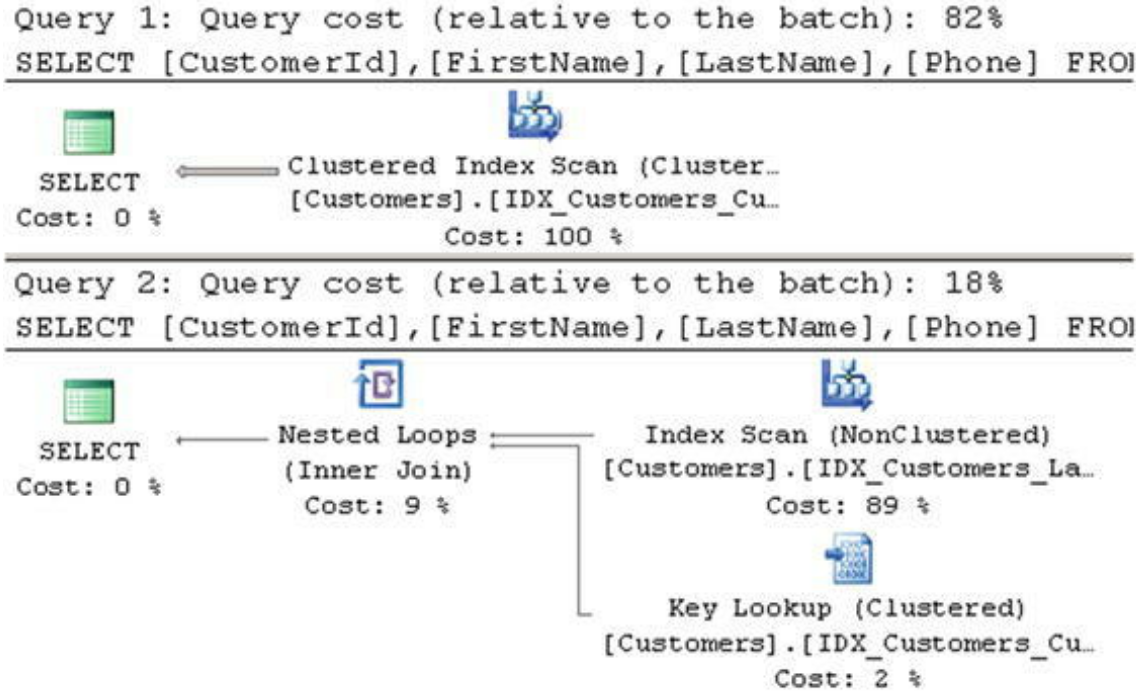 Query 1: Query cost (relative to the batch): 82%
SELECT [CustomerId],[FirstName],[LastName],[Phone] FRO
SELECT
Cost: 0 %
Clustered Index Scan (Cluster…
[Customers].[IDX_Customers_Cu…
Cost: 100 %
Query 2: Query cost (relative to the batch): 18%
SELECT [CustomerId],[FirstName],[LastName],[Phone] FRO
SELECT
Cost: 0 %
Nested Loops
(Inner Join)
Cost: 9 %
Index Scan (NonClustered)
[Customers].[IDX_Customers_La…
Cost: 89 %
Key Lookup (Clustered)
[Customers].[IDX_Customers_Cu…
Cost: 2 %